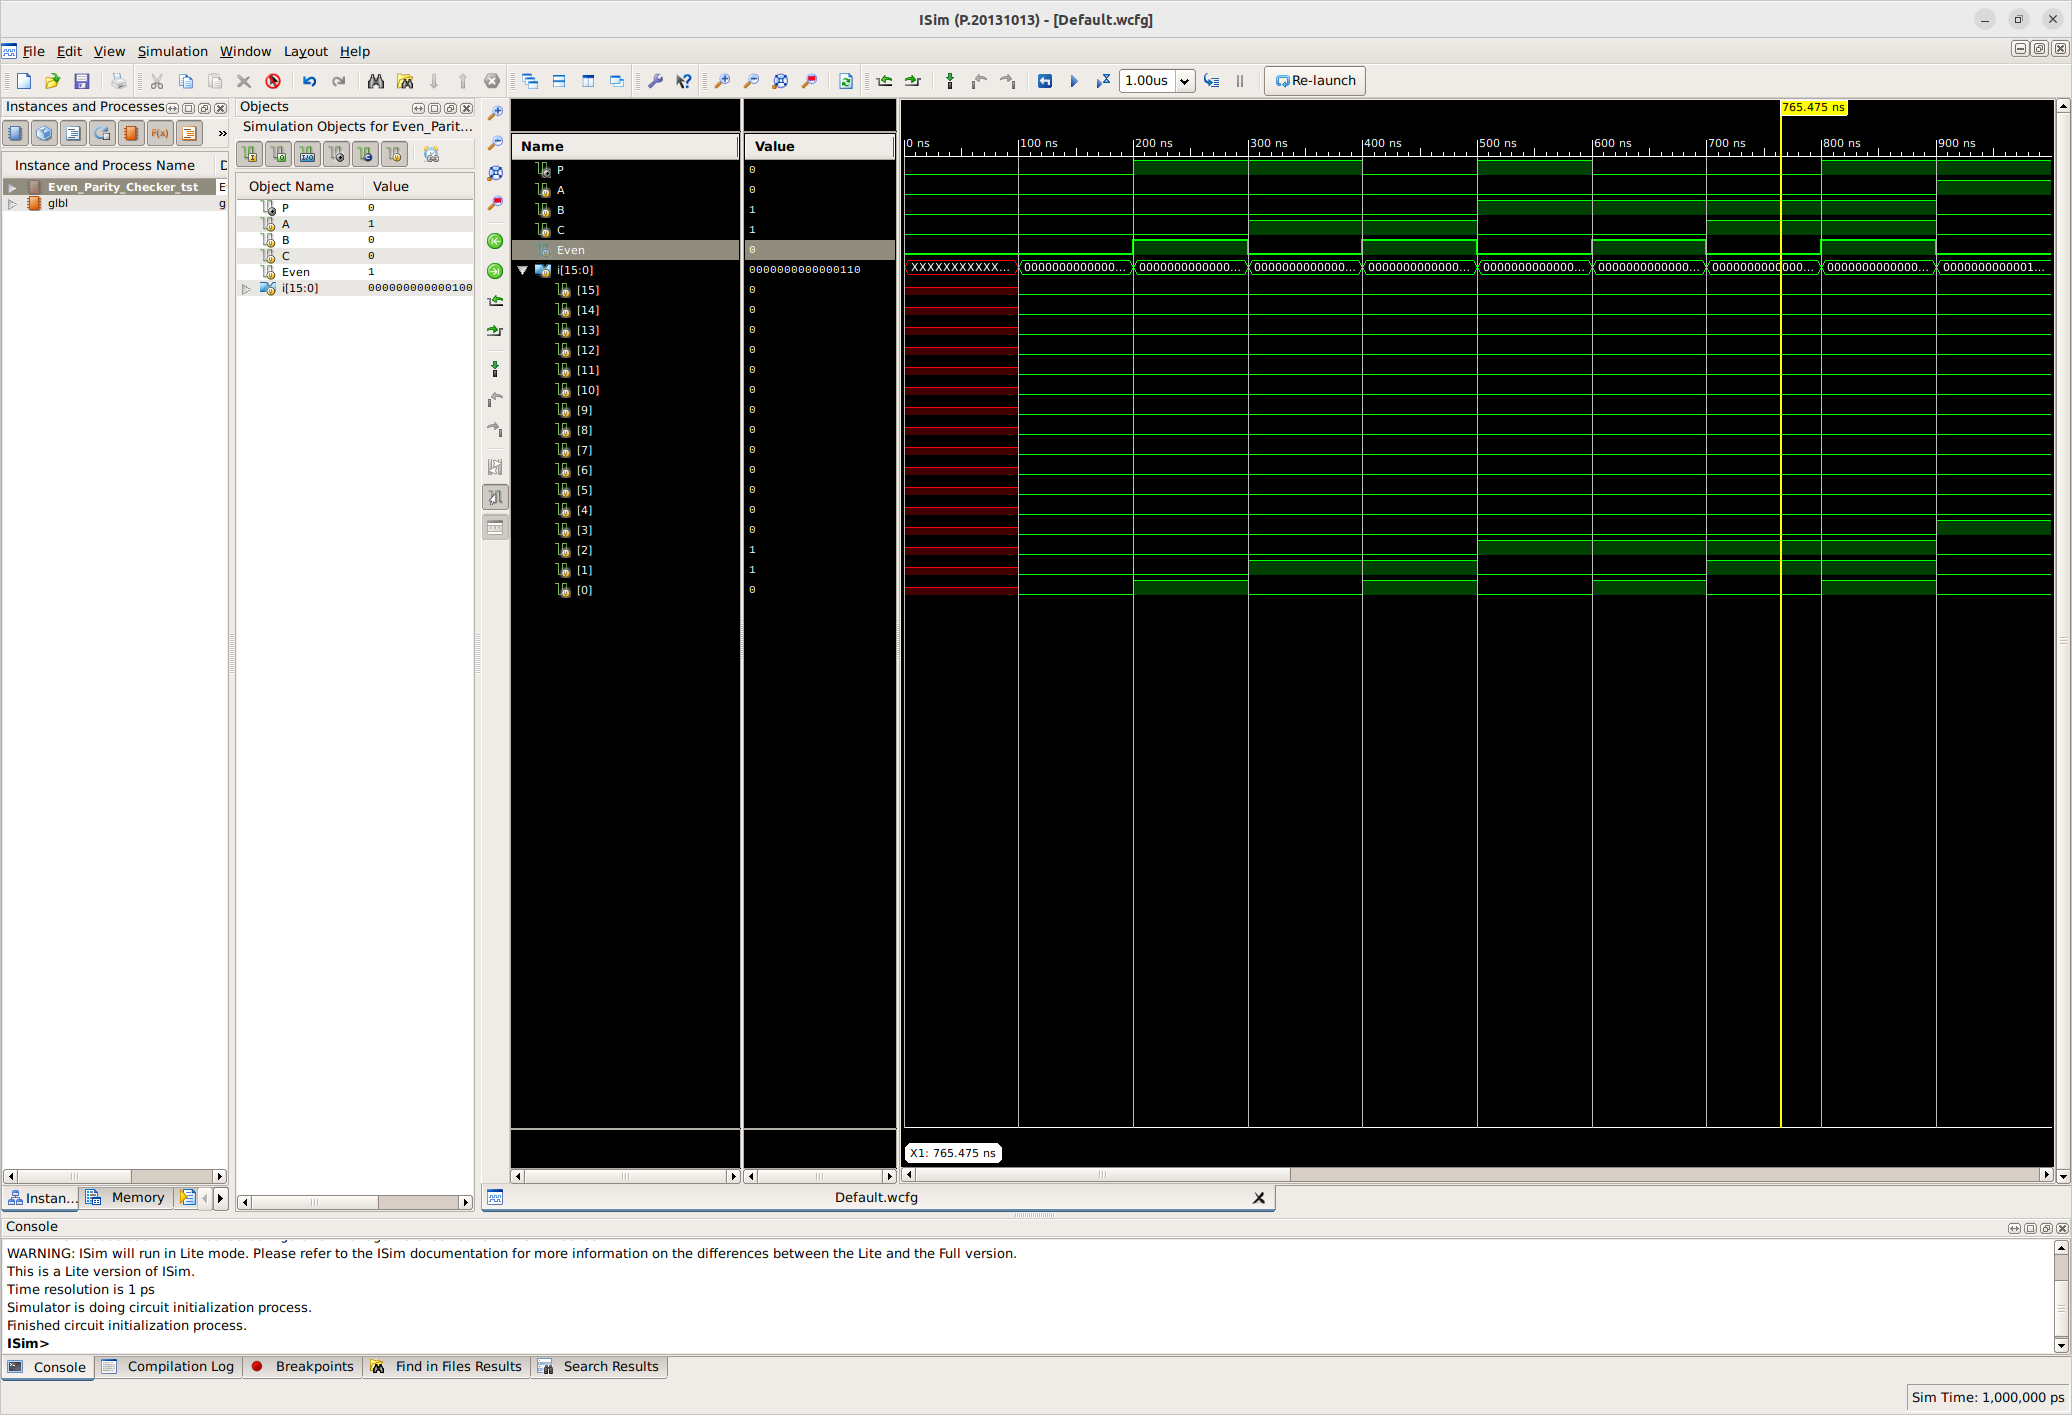 ISim (P.20131013) - [Default.wcfg]
File Edit View Simulation Window Layout Help
1.00us
Re-launch
Instances and Processes
Instance and Process Name
Even_Parity_Checker_tst E
glbl g
Objects
Simulation Objects for Even_Parit...
Object Name Value
P 0
A 1
B 0
C 0
Even 1
i[15:0] 000000000000100
Name Value
P 0
A 0
B 1
C 1
Even 0
i[15:0] 0000000000000110
[15] 0
[14] 0
[13] 0
[12] 0
[11] 0
[10] 0
[9] 0
[8] 0
[7] 0
[6] 0
[5] 0
[4] 0
[3] 0
[2] 1
[1] 1
[0] 0
765.475 ns
0 ns 100 ns 200 ns 300 ns 400 ns 500 ns 600 ns 700 ns 800 ns 900 ns
XXXXXXXXXXX... 0000000000000... 0000000000000... 0000000000000... 0000000000000... 0000000000000... 0000000000000... 0000000000000... 0000000000000... 0000000000001...
X1: 765.475 ns
Instan... Memory
Default.wcfg
Console
WARNING: ISim will run in Lite mode. Please refer to the ISim documentation for more information on the differences between the Lite and the Full version.
This is a Lite version of ISim.
Time resolution is 1 ps
Simulator is doing circuit initialization process.
Finished circuit initialization process.
ISim>
Console Compilation Log Breakpoints Find in Files Results Search Results
Sim Time: 1,000,000 ps